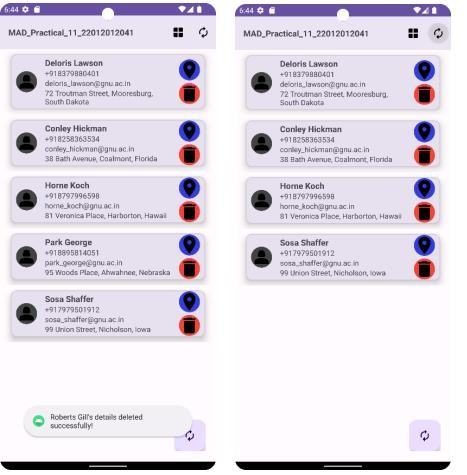 6:44
MAD_Practical_11_22012012041
Deloris Lawson
+918379880401
deloris_lawson@gnu.ac.in
72 Troutman Street, Mooresburg,
South Dakota
Conley Hickman
+918258363534
conley_hickman@gnu.ac.in
38 Bath Avenue, Coalmont, Florida
Horne Koch
+918797996598
horne_koch@gnu.ac.in
81 Veronica Place, Harborton, Hawaii
Park George
+918895814051
park_george@gnu.ac.in
95 Woods Place, Ahwahnee, Nebraska
Sosa Shaffer
+917979501912
sosa_shaffer@gnu.ac.in
99 Union Street, Nicholson, Iowa
Roberts Gill's details deleted
successfully!
6:44
MAD_Practical_11_22012012041
Deloris Lawson
+918379880401
deloris_lawson@gnu.ac.in
72 Troutman Street, Mooresburg,
South Dakota
Conley Hickman
+918258363534
conley_hickman@gnu.ac.in
38 Bath Avenue, Coalmont, Florida
Horne Koch
+918797996598
horne_koch@gnu.ac.in
81 Veronica Place, Harborton, Hawaii
Sosa Shaffer
+917979501912
sosa_shaffer@gnu.ac.in
99 Union Street, Nicholson, Iowa